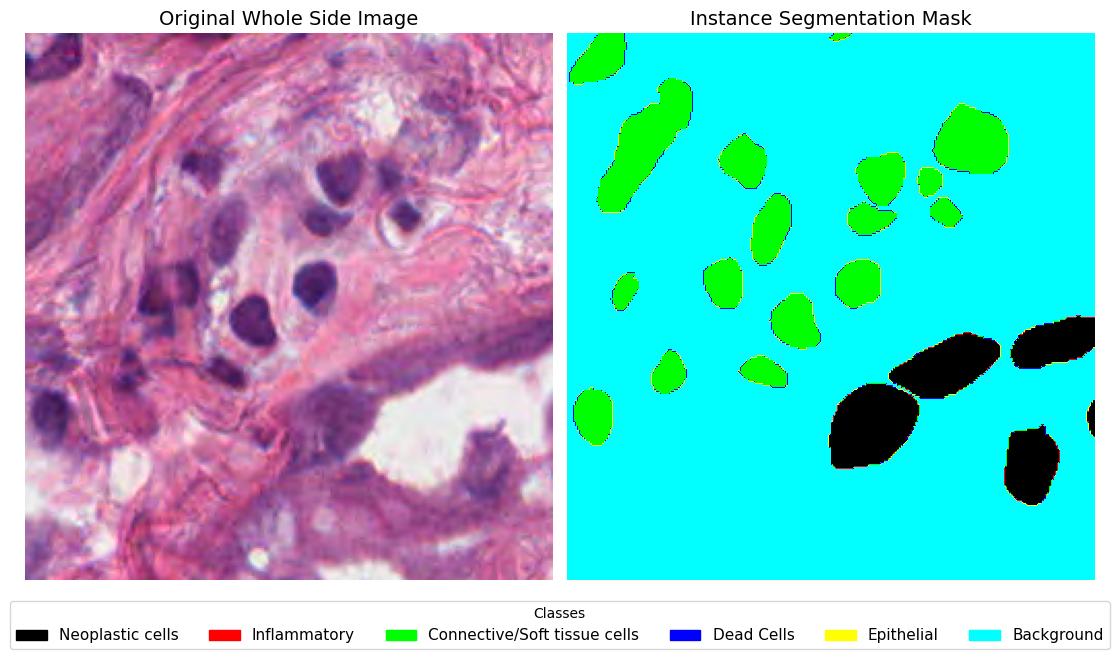 Original Whole Side Image
Instance Segmentation Mask
Classes
Neoplastic cells
Inflammatory
Connective/Soft tissue cells
Dead Cells
Epithelial
Background